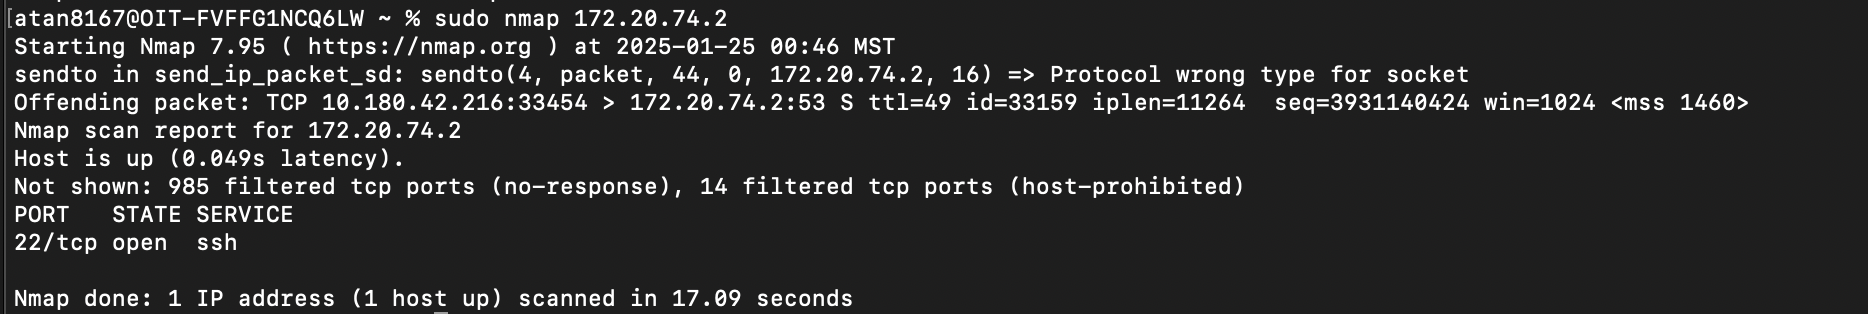 [atan8167@OIT-FVFFG1NCQ6LW ~ % sudo nmap 172.20.74.2
Starting Nmap 7.95 ( https://nmap.org ) at 2025-01-25 00:46 MST
sendto in send_ip_packet_sd: sendto(4, packet, 44, 0, 172.20.74.2, 16) => Protocol wrong type for socket
Offending packet: TCP 10.180.42.216:33454 > 172.20.74.2:53 S ttl=49 id=33159 iplen=11264  seq=3931140424 win=1024 <mss 1460>
Nmap scan report for 172.20.74.2
Host is up (0.049s latency).
Not shown: 985 filtered tcp ports (no-response), 14 filtered tcp ports (host-prohibited)
PORT   STATE SERVICE
22/tcp open  ssh
Nmap done: 1 IP address (1 host up) scanned in 17.09 seconds